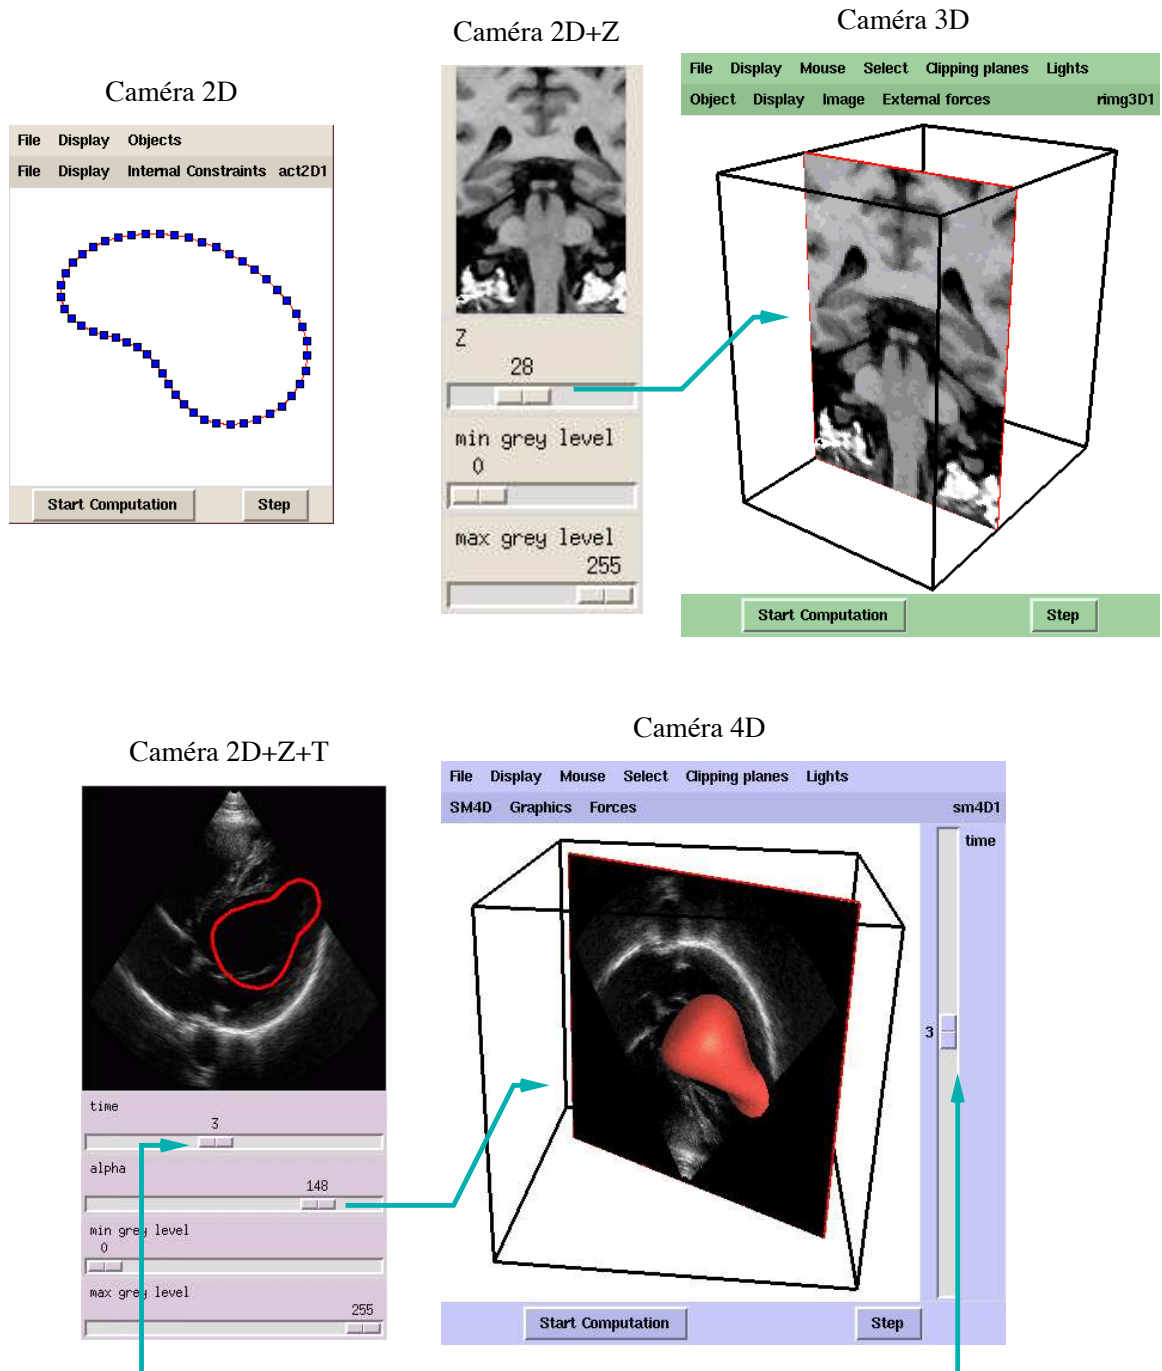 Caméra 2D
File Display Objects
File Display Internal Constraints act2D1
Start Computation Step
Caméra 2D+Z
Z
28
min grey level
0
max grey level
255
Caméra 3D
File Display Mouse Select Clipping planes Lights
Object Display Image External forces rimg3D1
Start Computation Step
Caméra 2D+Z+T
time
3
alpha
148
min grey level
0
max grey level
255
Caméra 4D
File Display Mouse Select Clipping planes Lights
SM4D Graphics Forces sm4D1
time
3
Start Computation Step